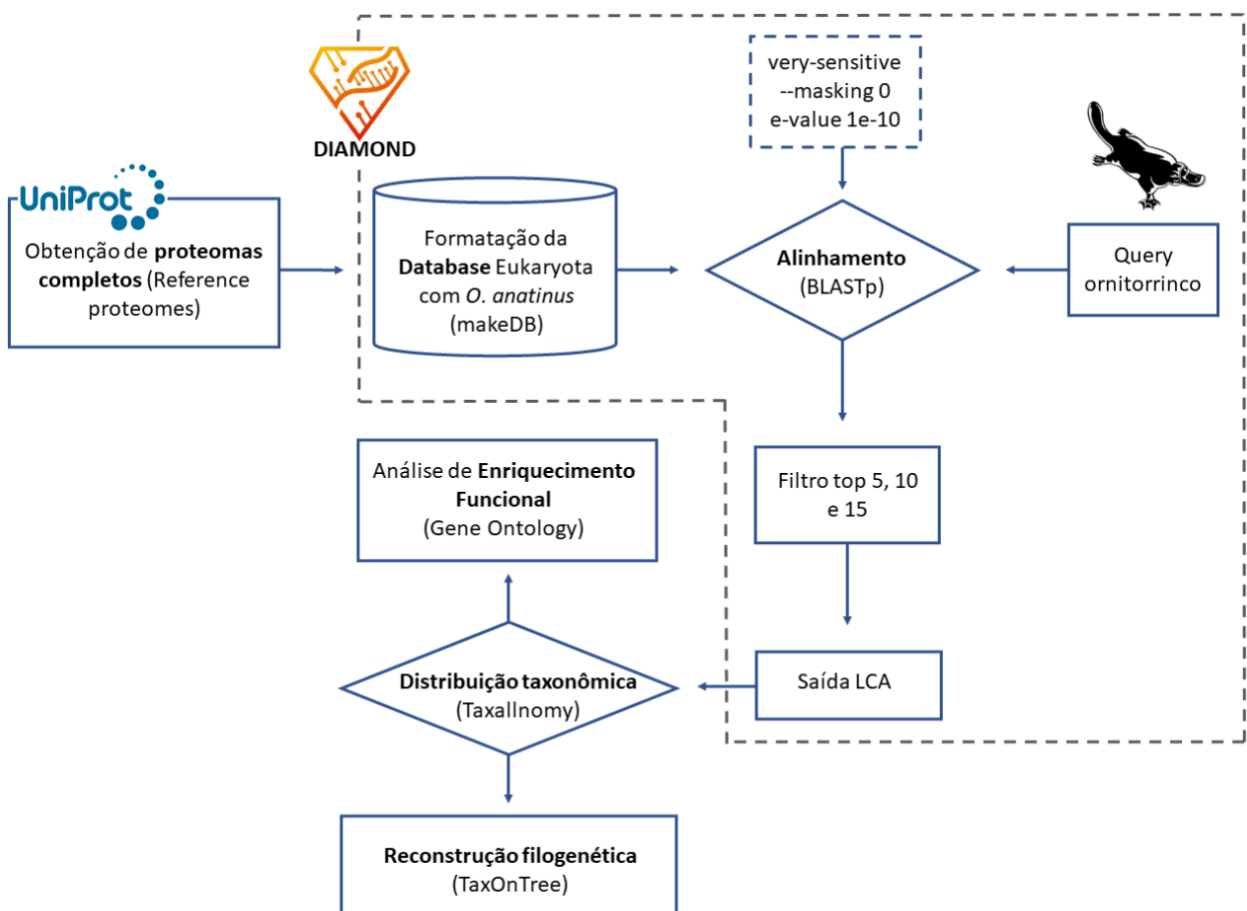 DIAMOND
very-sensitive
--masking 0
e-value 1e-10
UniProt
Obtenção de proteomas
completos (Reference
proteomes)
Formatação da
Database Eukaryota
com O. anatinus
(makeDB)
Alinhamento
(BLASTp)
Query
ornitorrinco
Filtro top 5, 10
e 15
Análise de Enriquecimento
Funcional
(Gene Ontology)
Saída LCA
Distribuição taxonômica
(Taxallnomy)
Reconstrução filogenética
(TaxOnTree)